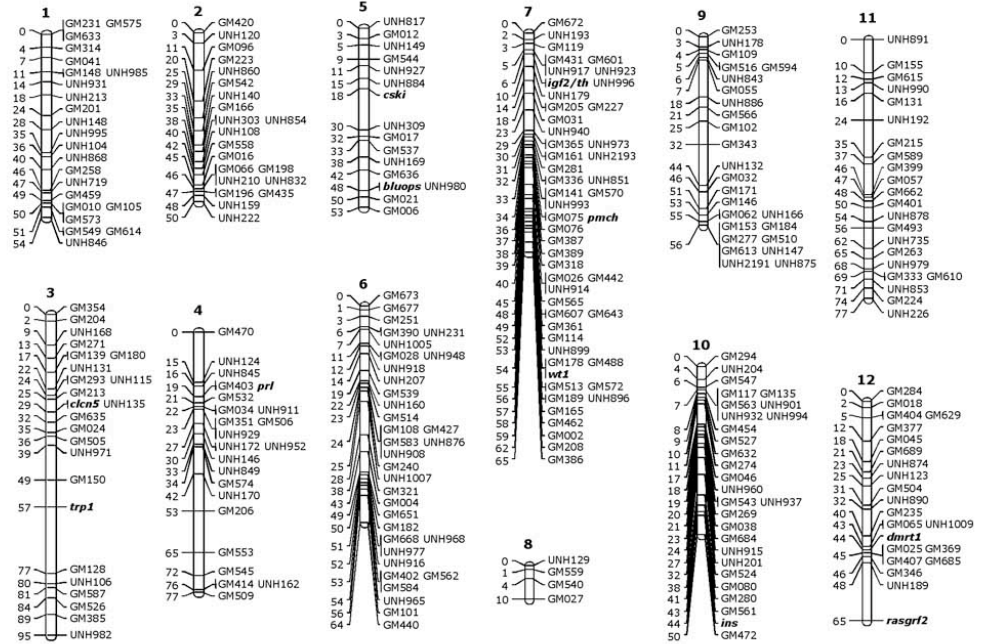 1
0 GM231 GM575
GM633
4 GM314
7 GM041
11 GM148 UNH985
14 UNH931
18 UNH213
24 GM201
28 UNH148
35 UNH995
36 UNH104
40 UNH868
46 GM258
47 UNH719
49 GM459
50 GM010 GM105
GM573
51 GM549 GM614
54 UNH846
2
0 GM420
3 UNH120
11 GM096
20 GM223
25 UNH860
29 GM542
33 UNH140
35 GM166
38 UNH303 UNH854
40 UNH108
42 GM558
45 GM016
46 GM066 GM198
UNH210 UNH832
47 GM196 GM435
48 UNH159
50 UNH222
5
0 UNH817
3 GM012
5 UNH149
9 GM544
11 UNH927
15 UNH884
18 cski
30 UNH309
32 GM017
33 GM537
38 UNH169
42 GM636
48 bluops UNH980
50 GM021
53 GM006
7
0 GM672
2 UNH193
3 GM119
5 GM431 GM601
UNH917 UNH923
6 igf2/th UNH996
10 UNH179
14 GM205 GM227
18 GM031
23 UNH940
29 GM365 UNH973
30 GM161 UNH2193
31 GM281
32 GM336 UNH851
33 GM141 GM570
UNH993
34 GM075 pmch
36 GM076
37 GM387
38 GM389
39 GM318
40 GM026 GM442
UNH914
45 GM565
48 GM607 GM643
49 GM361
52 GM114
53 UNH899
54 GM178 GM488
wt1
55 GM513 GM572
56 GM189 UNH896
57 GM165
58 GM462
59 GM002
62 GM208
65 GM386
9
0 GM253
3 UNH178
4 GM109
5 GM516 GM594
6 UNH843
7 GM055
18 UNH886
21 GM566
25 GM102
32 GM343
44 UNH132
46 GM032
51 GM171
53 GM146
55 GM062 UNH166
56 GM153 GM184
GM277 GM510
GM613 UNH147
UNH2191 UNH875
11
0 UNH891
10 GM155
12 GM615
13 UNH990
16 GM131
24 UNH192
35 GM215
37 GM589
46 GM399
47 GM057
48 GM662
50 GM401
54 UNH878
56 GM493
62 UNH735
65 GM263
68 UNH979
69 GM333 GM610
71 UNH853
74 GM224
77 UNH226
3
0 GM354
2 GM204
9 UNH168
13 GM271
17 GM139 GM180
22 UNH131
24 GM293 UNH115
25 GM213
29 clcn5 UNH135
32 GM635
35 GM024
36 GM505
39 UNH971
49 GM150
57 trp1
77 GM128
80 UNH106
81 GM587
84 GM526
89 GM385
95 UNH982
4
0 GM470
15 UNH124
16 UNH845
19 GM403 prl
21 GM532
22 GM034 UNH911
23 GM351 GM506
UNH929
27 UNH172 UNH952
30 UNH146
33 UNH849
34 GM574
42 UNH170
53 GM206
65 GM553
72 GM545
76 GM414 UNH162
77 GM509
6
0 GM673
1 GM677
3 GM251
6 GM390 UNH231
7 UNH1005
11 GM028 UNH948
12 UNH918
14 UNH207
19 GM539
22 UNH160
23 GM514
24 GM108 GM427
GM583 UNH876
UNH908
25 GM240
28 UNH1007
38 GM321
43 GM004
49 GM651
50 GM182
51 GM668 UNH968
UNH977
52 UNH916
53 GM402 GM562
GM584
54 UNH965
56 GM101
64 GM440
8
0 UNH129
1 GM559
4 GM540
10 GM027
10
0 GM294
4 UNH204
6 GM547
7 GM117 GM135
GM563 UNH901
UNH932 UNH994
8 GM454
9 GM527
10 GM632
11 GM274
17 GM046
18 UNH960
19 GM543 UNH937
20 GM269
21 GM038
23 GM684
24 UNH915
27 UNH201
32 GM524
38 GM080
41 GM280
43 GM561
44 ins
50 GM472
12
0 GM284
2 GM018
5 GM404 GM629
12 GM377
18 GM045
21 GM689
23 UNH874
25 UNH123
31 GM504
32 UNH890
40 GM235
43 GM065 UNH1009
44 dmrt1
45 GM025 GM369
GM407 GM685
46 GM346
48 UNH189
65 rasgrf2